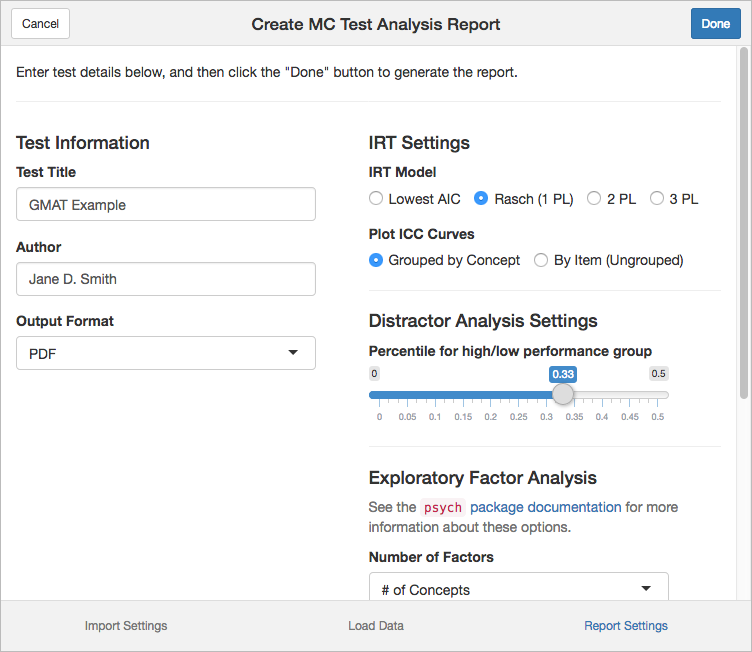 Cancel
Create MC Test Analysis Report
Done
Enter test details below, and then click the "Done" button to generate the report.
Test Information
Test Title
GMAT Example
Author
Jane D. Smith
Output Format
PDF
IRT Settings
IRT Model
Lowest AIC Rasch (1 PL) 2 PL 3 PL
Plot ICC Curves
Grouped by Concept By Item (Ungrouped)
Distractor Analysis Settings
Percentile for high/low performance group
0 0.33 0.5
0 0.05 0.1 0.15 0.2 0.25 0.3 0.35 0.4 0.45 0.5
Exploratory Factor Analysis
See the psych package documentation for more
information about these options.
Number of Factors
# of Concepts
Import Settings
Load Data
Report Settings